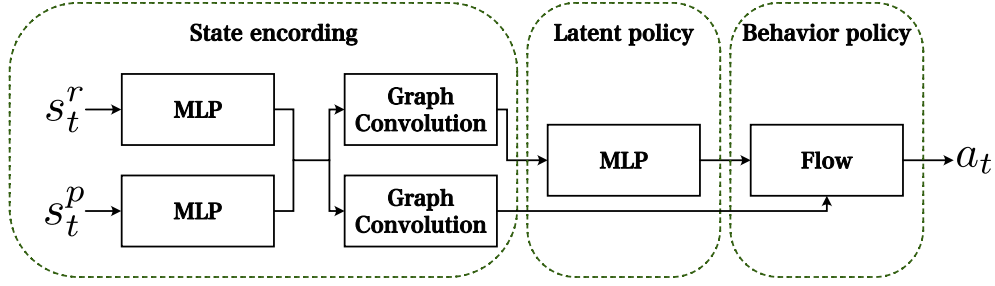 State encording
Latent policy
Behavior policy
s_t^r
MLP
Graph
Convolution
MLP
Flow
a_t
s_t^p
MLP
Graph
Convolution